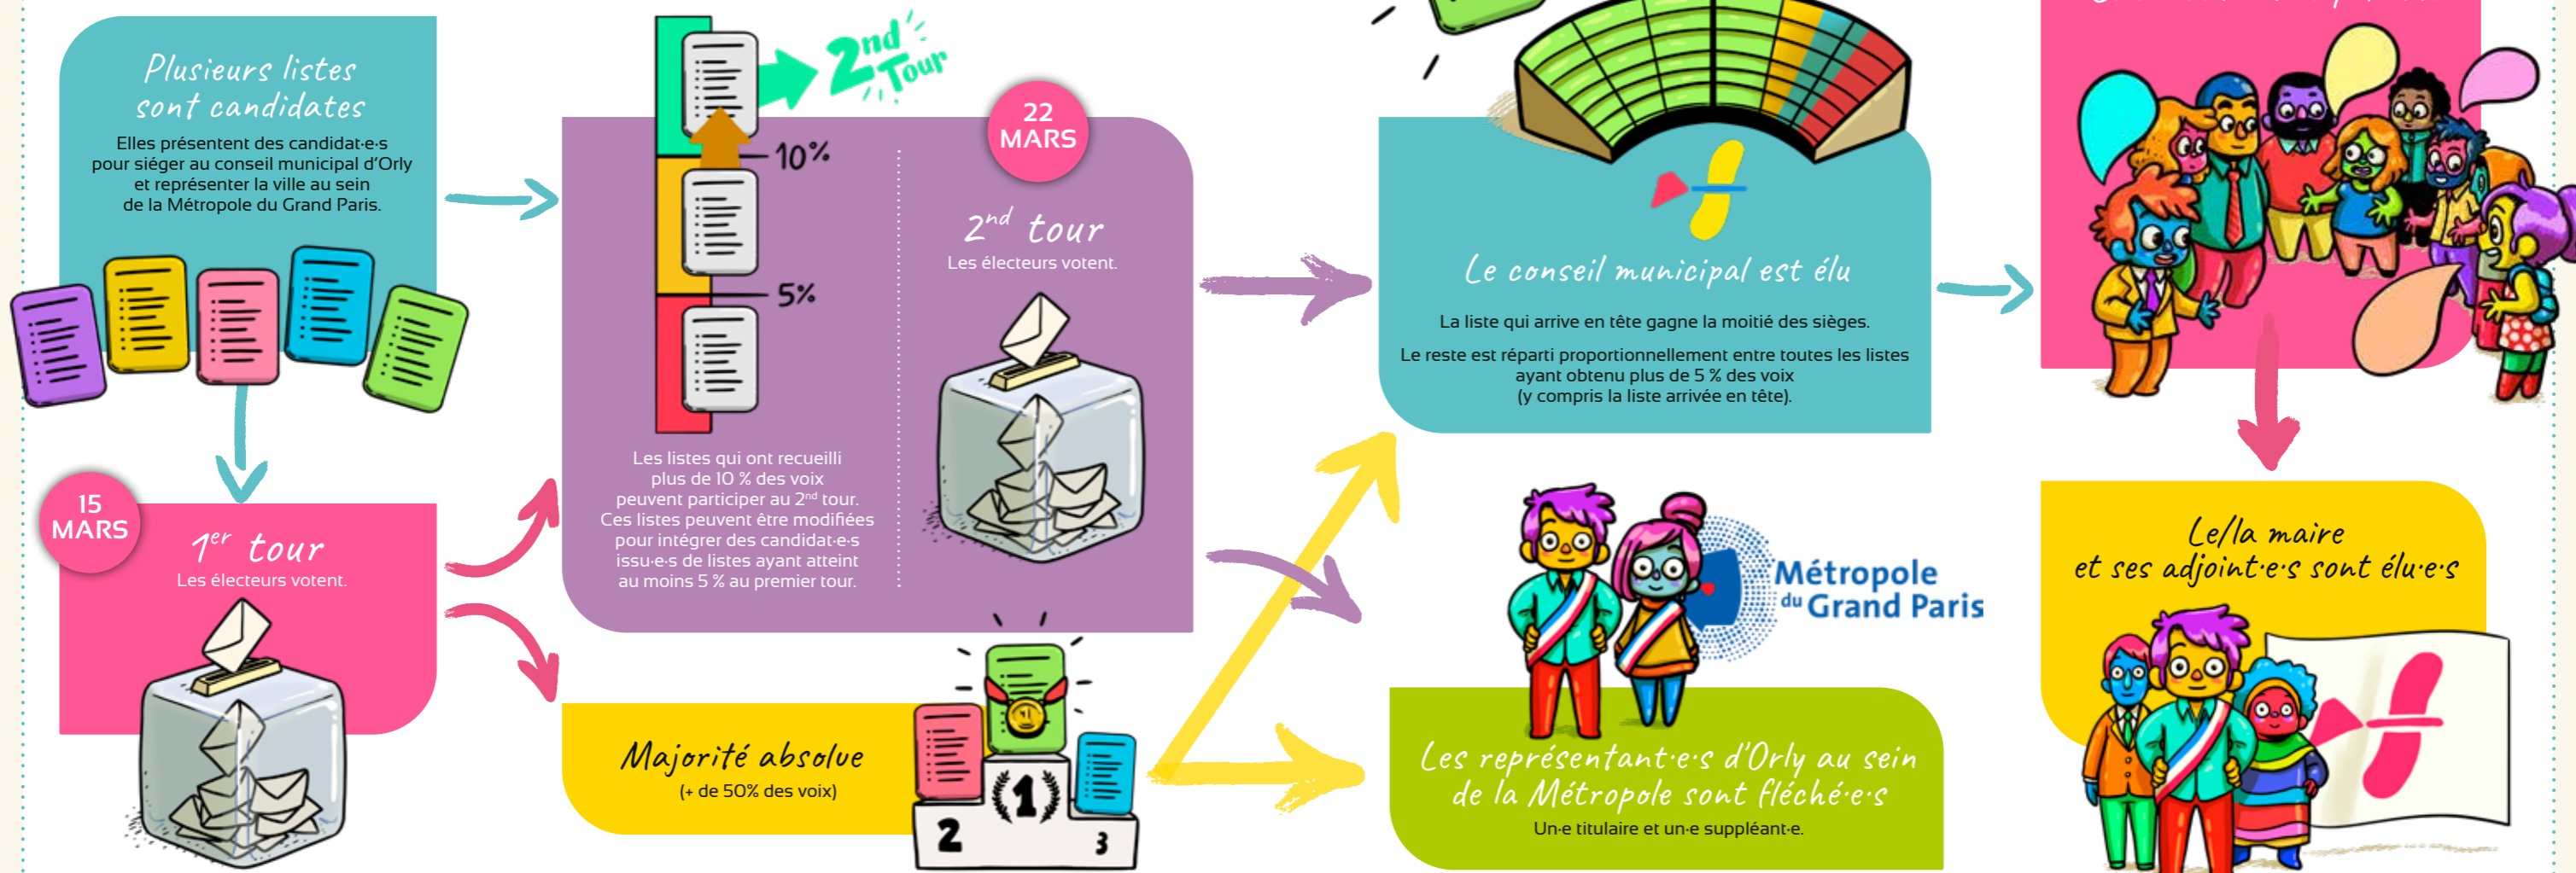 Plusieurs listes
sont candidates
Elles présentent des candidat·e·s
pour siéger au conseil municipal d'Orly
et représenter la ville au sein
de la Métropole du Grand Paris.
15
MARS
1er tour
Les électeurs votent.
2nd
Tour
10%
5%
Les listes qui ont recueilli
plus de 10 % des voix
peuvent participer au 2nd tour.
Ces listes peuvent être modifiées
pour intégrer des candidat·e·s
issu·e·s de listes ayant atteint
au moins 5 % au premier tour.
22
MARS
2nd tour
Les électeurs votent.
Majorité absolue
(+ de 50% des voix)
1
1
2
3
Le conseil municipal est élu
La liste qui arrive en tête gagne la moitié des sièges.
Le reste est réparti proportionnellement entre toutes les listes
ayant obtenu plus de 5 % des voix
(y compris la liste arrivée en tête).
Métropole
du Grand Paris
Les représentant·e·s d'Orly au sein
de la Métropole sont fléché·e·s
Un·e titulaire et un·e suppléant·e.
Le/la maire
et ses adjoint·e·s sont élu·e·s